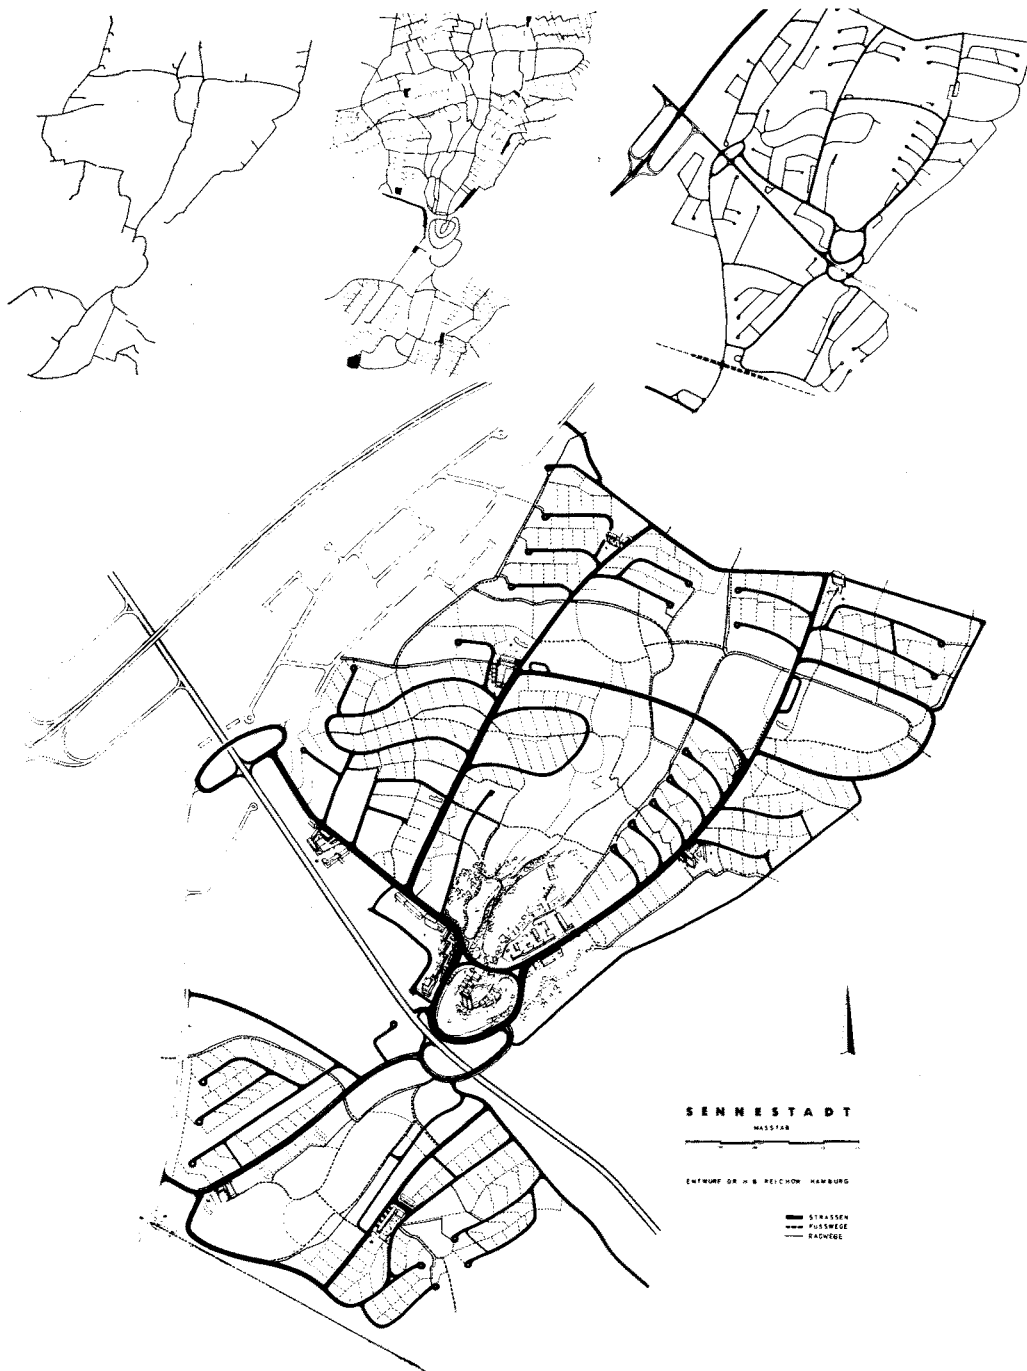 SENNESTADT
MASSTAB
ENTWURF DR H B REICHOW HAMBURG
STRASSEN
FUSSWEGE
RADWEGE